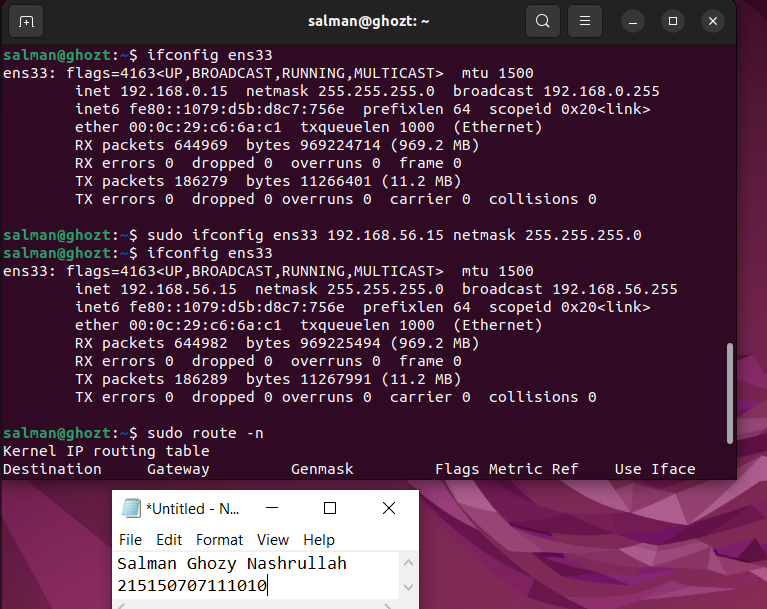 salman@ghozt: ~
salman@ghozt:~$ ifconfig ens33
ens33: flags=4163<UP,BROADCAST,RUNNING,MULTICAST>  mtu 1500
        inet 192.168.0.15  netmask 255.255.255.0  broadcast 192.168.0.255
        inet6 fe80::1079:d5b:d8c7:756e  prefixlen 64  scopeid 0x20<link>
        ether 00:0c:29:c6:6a:c1  txqueuelen 1000  (Ethernet)
        RX packets 644969  bytes 969224714 (969.2 MB)
        RX errors 0  dropped 0  overruns 0  frame 0
        TX packets 186279  bytes 11266401 (11.2 MB)
        TX errors 0  dropped 0 overruns 0  carrier 0  collisions 0
salman@ghozt:~$ sudo ifconfig ens33 192.168.56.15 netmask 255.255.255.0
salman@ghozt:~$ ifconfig ens33
ens33: flags=4163<UP,BROADCAST,RUNNING,MULTICAST>  mtu 1500
        inet 192.168.56.15  netmask 255.255.255.0  broadcast 192.168.56.255
        inet6 fe80::1079:d5b:d8c7:756e  prefixlen 64  scopeid 0x20<link>
        ether 00:0c:29:c6:6a:c1  txqueuelen 1000  (Ethernet)
        RX packets 644982  bytes 969225494 (969.2 MB)
        RX errors 0  dropped 0  overruns 0  frame 0
        TX packets 186289  bytes 11267991 (11.2 MB)
        TX errors 0  dropped 0 overruns 0  carrier 0  collisions 0
salman@ghozt:~$ sudo route -n
Kernel IP routing table
Destination     Gateway         Genmask         Flags Metric Ref    Use Iface
*Untitled - N...
File Edit Format View Help
Salman Ghozy Nashrullah
215150707111010